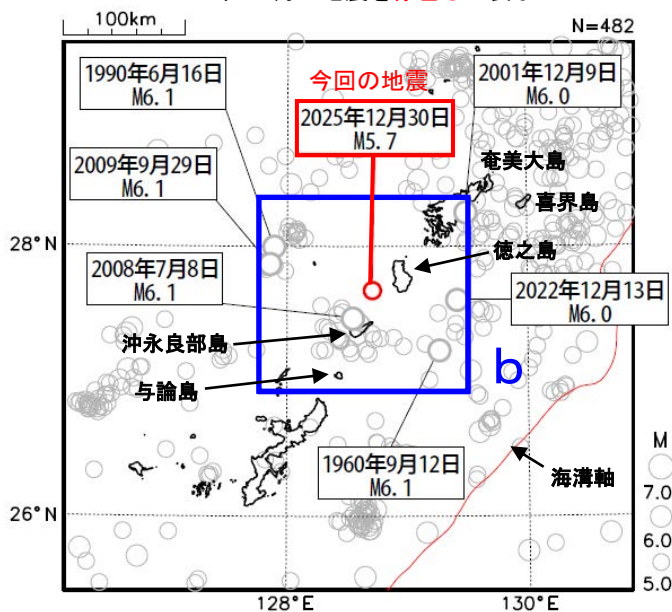 100km
N=482
1990年6月16日
M6.1
今回の地震
2025年12月30日
M5.7
2001年12月9日
M6.0
2009年9月29日
M6.1
奄美大島
喜界島
28°N
徳之島
2008年7月8日
M6.1
2022年12月13日
M6.0
沖永良部島
与論島
b
1960年9月12日
M6.1
海溝軸
M
7.0
6.0
5.0
26°N
128°E
130°E